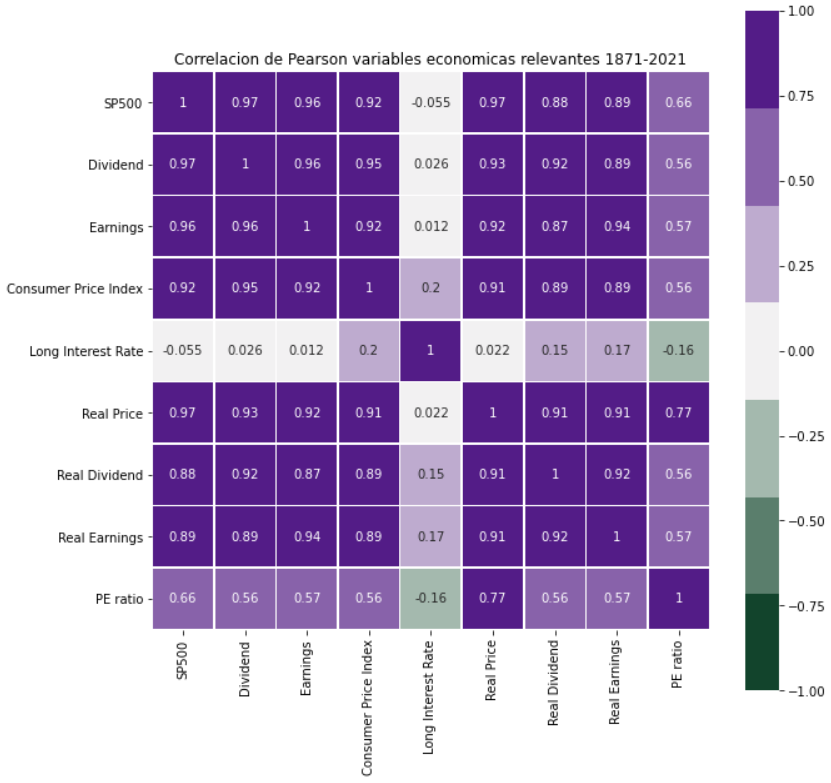 Correlacion de Pearson variables economicas relevantes 1871-2021
SP500 1 0.97 0.96 0.92 -0.055 0.97 0.88 0.89 0.66
Dividend 0.97 1 0.96 0.95 0.026 0.93 0.92 0.89 0.56
Earnings 0.96 0.96 1 0.92 0.012 0.92 0.87 0.94 0.57
Consumer Price Index 0.92 0.95 0.92 1 0.2 0.91 0.89 0.89 0.56
Long Interest Rate -0.055 0.026 0.012 0.2 1 0.022 0.15 0.17 -0.16
Real Price 0.97 0.93 0.92 0.91 0.022 1 0.91 0.91 0.77
Real Dividend 0.88 0.92 0.87 0.89 0.15 0.91 1 0.92 0.56
Real Earnings 0.89 0.89 0.94 0.89 0.17 0.91 0.92 1 0.57
PE ratio 0.66 0.56 0.57 0.56 -0.16 0.77 0.56 0.57 1
SP500
Dividend
Earnings
Consumer Price Index
Long Interest Rate
Real Price
Real Dividend
Real Earnings
PE ratio
1.00
0.75
0.50
0.25
0.00
−0.25
−0.50
−0.75
−1.00